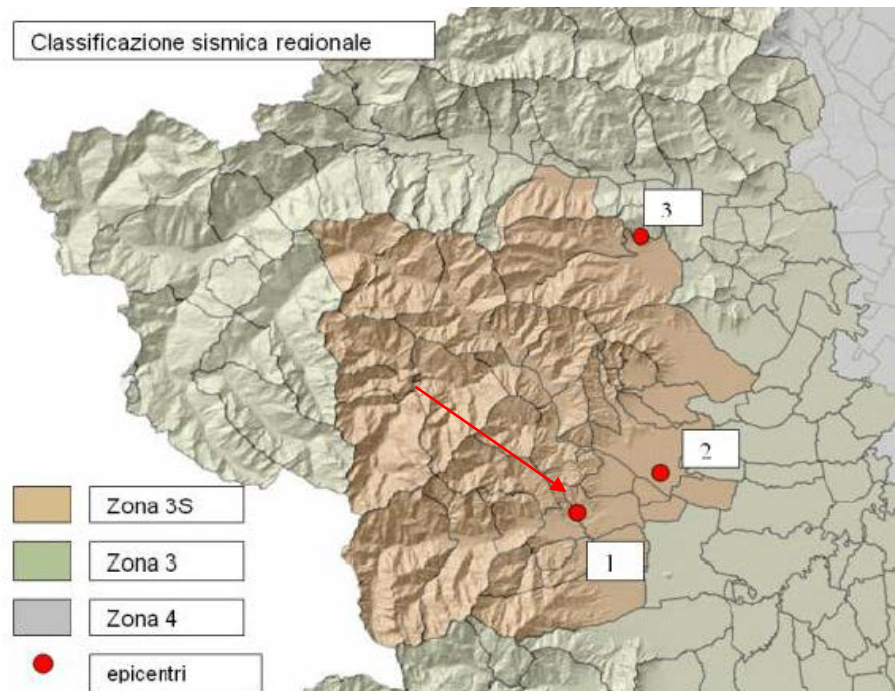 Classificazione sismica regionale
3
2
1
Zona 3S
Zona 3
Zona 4
epicentri